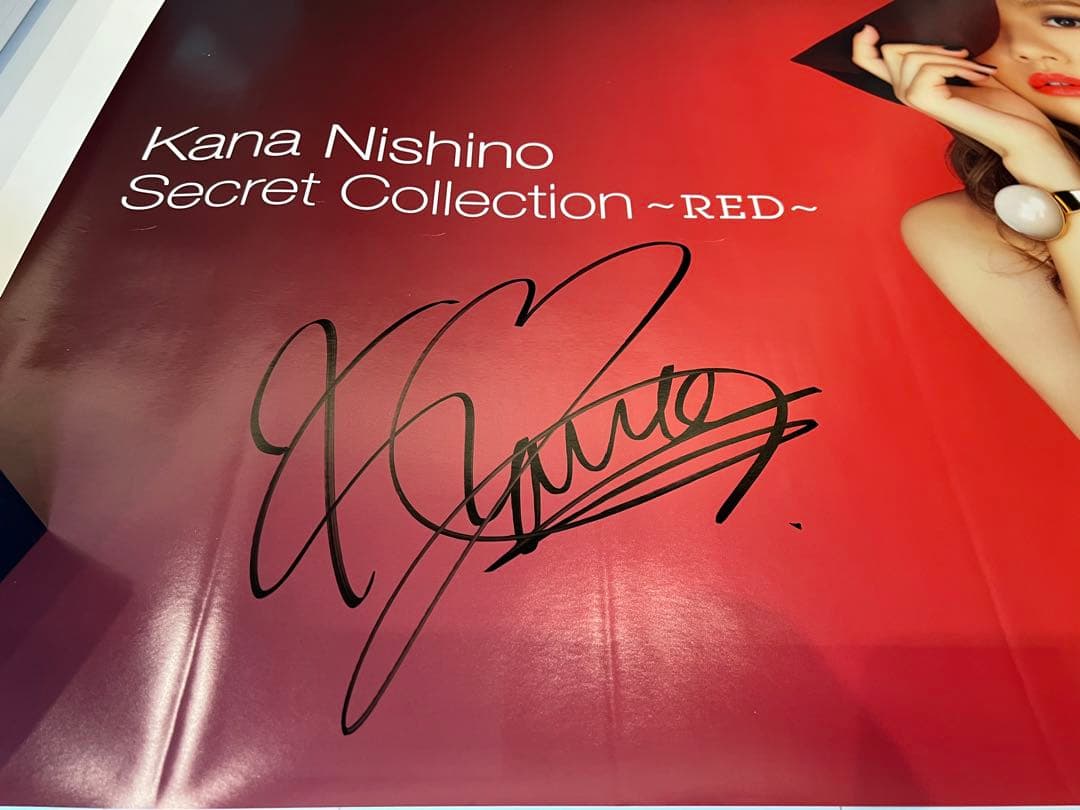 Kana Nishino
Secret Collection ~RED~